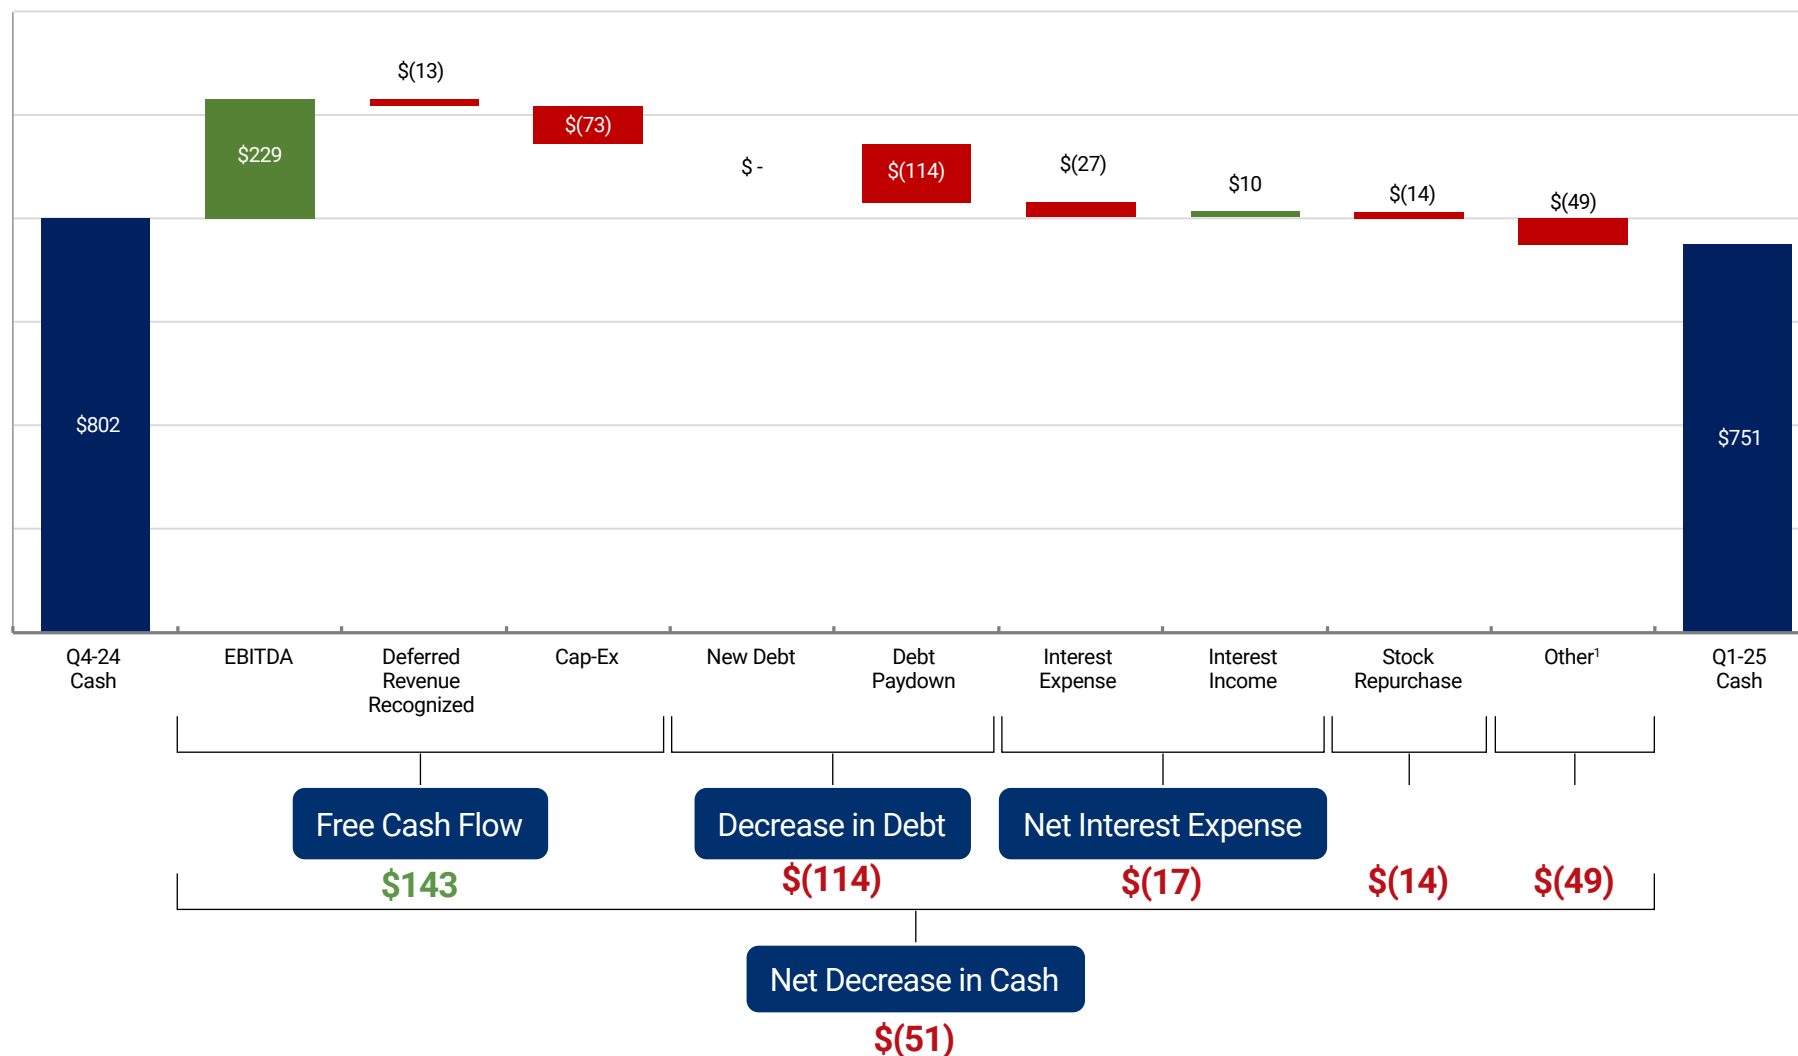 $(13)
$229
$(73)
$ -
$(114)
$(27)
$10
$(14)
$(49)
$802
$751
Q4-24
Cash
EBITDA
Deferred
Revenue
Recognized
Cap-Ex
New Debt
Debt
Paydown
Interest
Expense
Interest
Income
Stock
Repurchase
Other¹
Q1-25
Cash
Free Cash Flow
$143
Decrease in Debt
$(114)
Net Interest Expense
$(17)
$(14)
$(49)
Net Decrease in Cash
$(51)